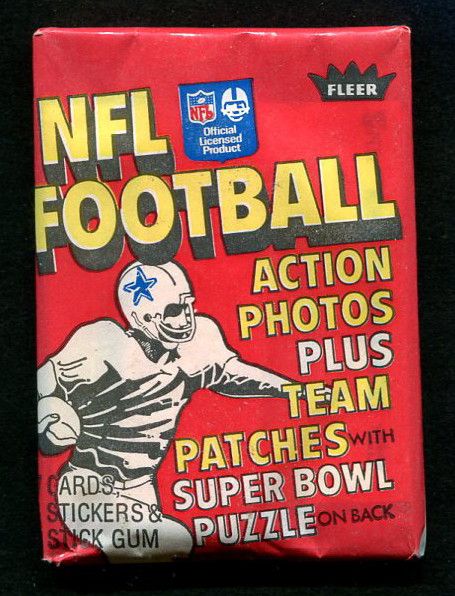 FLEER
NFL
NFL
Official
Licensed
Product
FOOTBALL
ACTION
PHOTOS
PLUS
TEAM
PATCHES WITH
SUPER BOWL
PUZZLE ON BACK
CARDS,
STICKERS &
STICK GUM